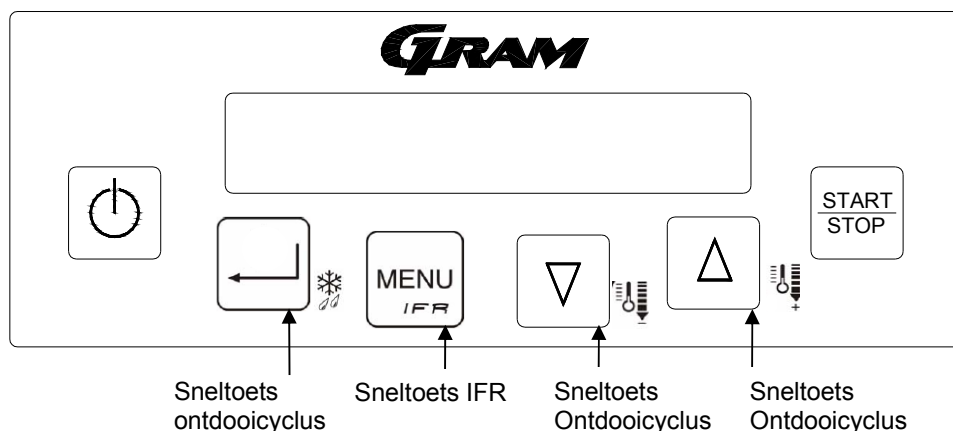 GRAM
START
STOP
MENU
IFR
Sneltoets
ontdooicyclus
Sneltoets IFR
Sneltoets
Ontdooicyclus
Sneltoets
Ontdooicyclus